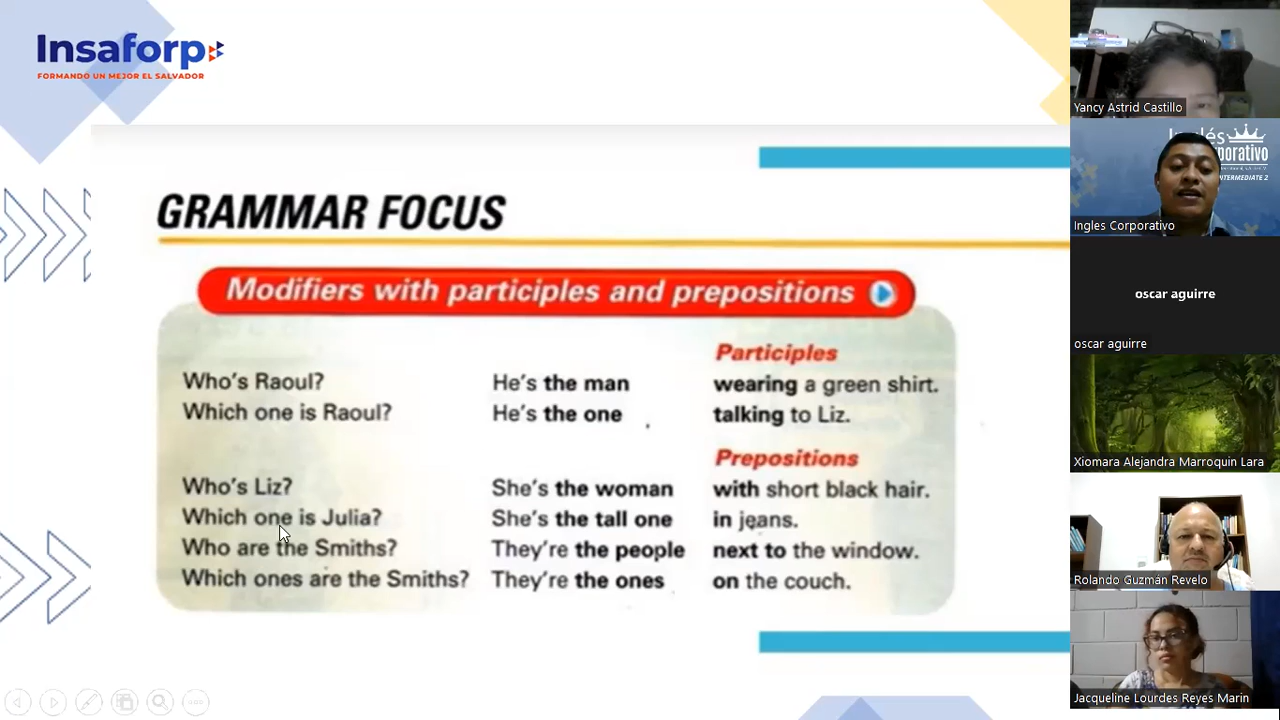 Insaforp
FORMANDO UN MEJOR EL SALVADOR
GRAMMAR FOCUS
Modifiers with participles and prepositions
Participles
Who's Raoul? He's the man wearing a green shirt.
Which one is Raoul? He's the one talking to Liz.
Prepositions
Who's Liz? She's the woman with short black hair.
Which one is Julia? She's the tall one in jeans.
Who are the Smiths? They're the people next to the window.
Which ones are the Smiths? They're the ones on the couch.
Yancy Astrid Castillo
Inglés
INTERMEDIATE 2
Ingles Corporativo
oscar aguirre
oscar aguirre
Xiomara Alejandra Marroquin Lara
Rolando Guzmán Revelo
Jacqueline Lourdes Reyes Marin